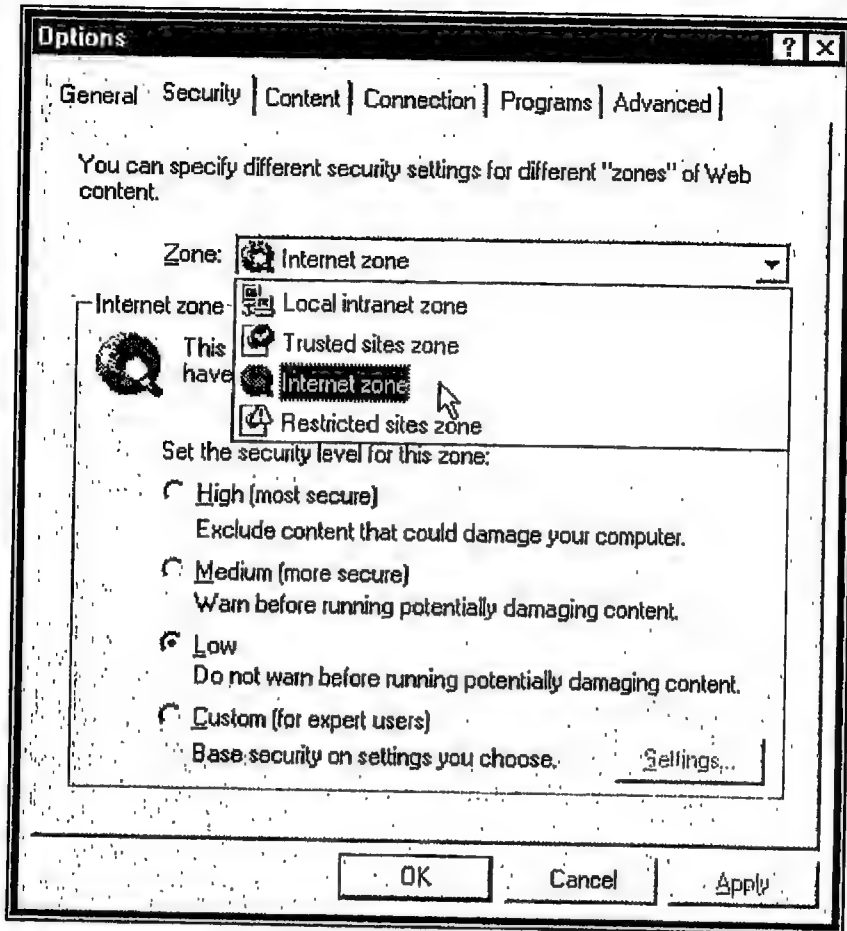 Options
General Security Content Connection Programs Advanced
You can specify different security settings for different "zones" of Web
content.
Zone: Internet zone
Internet zone
Local intranet zone
This
Trusted sites zone
have
Internet zone
Restricted sites zone
Set the security level for this zone:
High (most secure)
Exclude content that could damage your computer.
Medium (more secure)
Warn before running potentially damaging content.
Low
Do not warn before running potentially damaging content.
Custom (for expert users)
Base security on settings you choose. Settings...
OK Cancel Apply